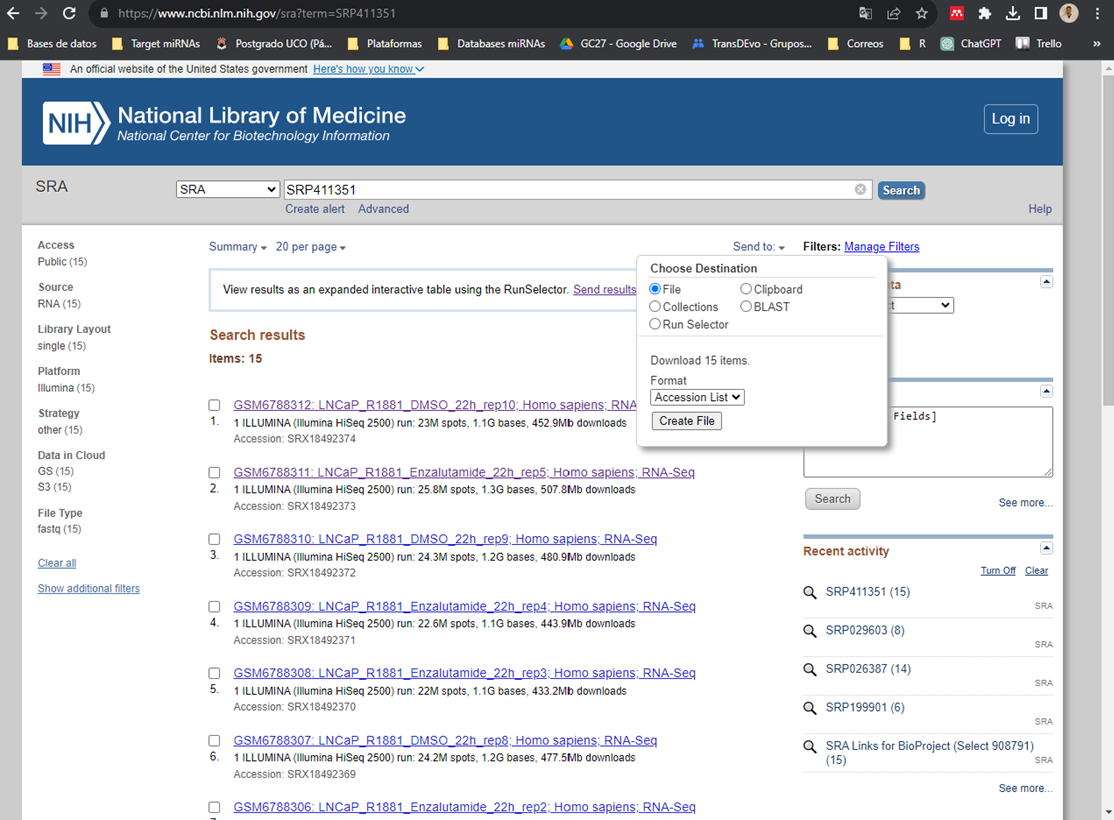 https://www.ncbi.nlm.nih.gov/sra?term=SRP411351
Bases de datos
Target miRNAs
Postgrado UCO (Pá...
Plataformas
Databases miRNAs
GC27 - Google Drive
TransDEvo - Grupos...
Correos
R
ChatGPT
Trello
»
An official website of the United States government Here's how you know
NIH
National Library of Medicine
National Center for Biotechnology Information
Log in
SRA
SRA
SRP411351
Search
Create alert Advanced
Help
Access
Public (15)
Source
RNA (15)
Library Layout
single (15)
Platform
Illumina (15)
Strategy
other (15)
Data in Cloud
GS (15)
S3 (15)
File Type
fastq (15)
Clear all
Show additional filters
Summary 20 per page
Send to:
View results as an expanded interactive table using the RunSelector. Send results
Search results
Items: 15
GSM6788312: LNCaP_R1881_DMSO_22h_rep10; Homo sapiens; RNA
1. 1 ILLUMINA (Illumina HiSeq 2500) run: 23M spots, 1.1G bases, 452.9Mb downloads
Accession: SRX18492374
GSM6788311: LNCaP_R1881_Enzalutamide_22h_rep5; Homo sapiens; RNA-Seq
2. 1 ILLUMINA (Illumina HiSeq 2500) run: 25.8M spots, 1.3G bases, 507.8Mb downloads
Accession: SRX18492373
GSM6788310: LNCaP_R1881_DMSO_22h_rep9; Homo sapiens; RNA-Seq
3. 1 ILLUMINA (Illumina HiSeq 2500) run: 24.3M spots, 1.2G bases, 480.9Mb downloads
Accession: SRX18492372
GSM6788309: LNCaP_R1881_Enzalutamide_22h_rep4; Homo sapiens; RNA-Seq
4. 1 ILLUMINA (Illumina HiSeq 2500) run: 22.6M spots, 1.1G bases, 443.9Mb downloads
Accession: SRX18492371
GSM6788308: LNCaP_R1881_Enzalutamide_22h_rep3; Homo sapiens; RNA-Seq
5. 1 ILLUMINA (Illumina HiSeq 2500) run: 22M spots, 1.1G bases, 433.2Mb downloads
Accession: SRX18492370
GSM6788307: LNCaP_R1881_DMSO_22h_rep8; Homo sapiens; RNA-Seq
6. 1 ILLUMINA (Illumina HiSeq 2500) run: 24.2M spots, 1.2G bases, 477.5Mb downloads
Accession: SRX18492369
GSM6788306: LNCaP_R1881_Enzalutamide_22h_rep2; Homo sapiens; RNA-Seq
Choose Destination
File Clipboard
Collections BLAST
Run Selector
Download 15 items.
Format
Accession List
Create File
Filters: Manage Filters
ta
t
Fields]
Search
See more...
Recent activity
Turn Off Clear
SRP411351 (15)
SRA
SRP029603 (8)
SRA
SRP026387 (14)
SRA
SRP199901 (6)
SRA
SRA Links for BioProject (Select 908791)
(15)
SRA
See more...